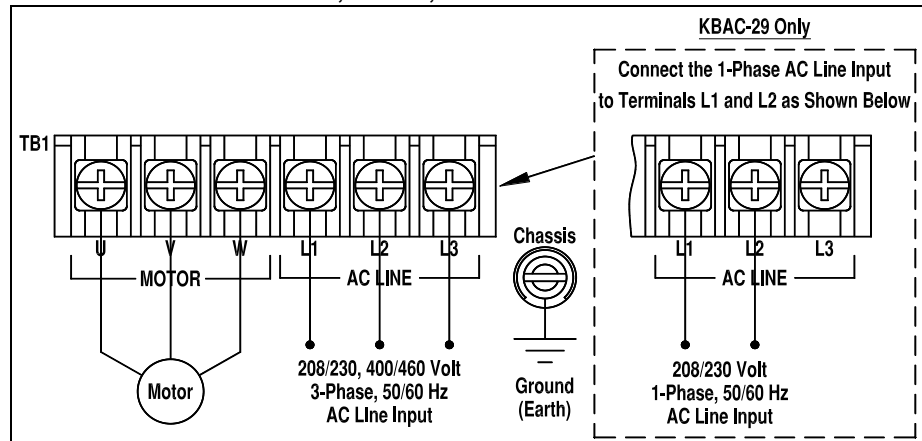 KBAC-29 Only
Connect the 1-Phase AC Line Input
to Terminals L1 and L2 as Shown Below
TB1
U V W L1 L2 L3
MOTOR AC LINE
Motor
208/230, 400/460 Volt
3-Phase, 50/60 Hz
AC LIne Input
Chassis
Ground
(Earth)
L1 L2 L3
AC LINE
208/230 Volt
1-Phase, 50/60 Hz
AC Line Input